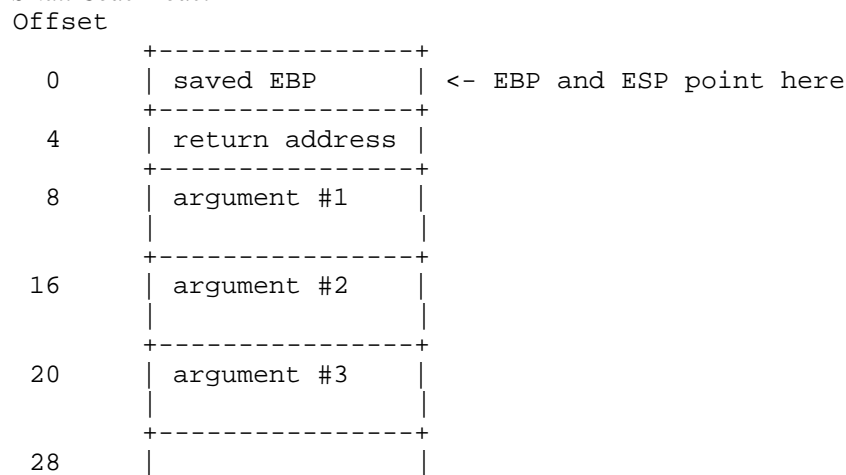 Offset
+----------------+
0 | saved EBP | <- EBP and ESP point here
+----------------+
4 | return address |
+----------------+
8 | argument #1 |
| |
+----------------+
16 | argument #2 |
| |
+----------------+
20 | argument #3 |
| |
+----------------+
28 | |